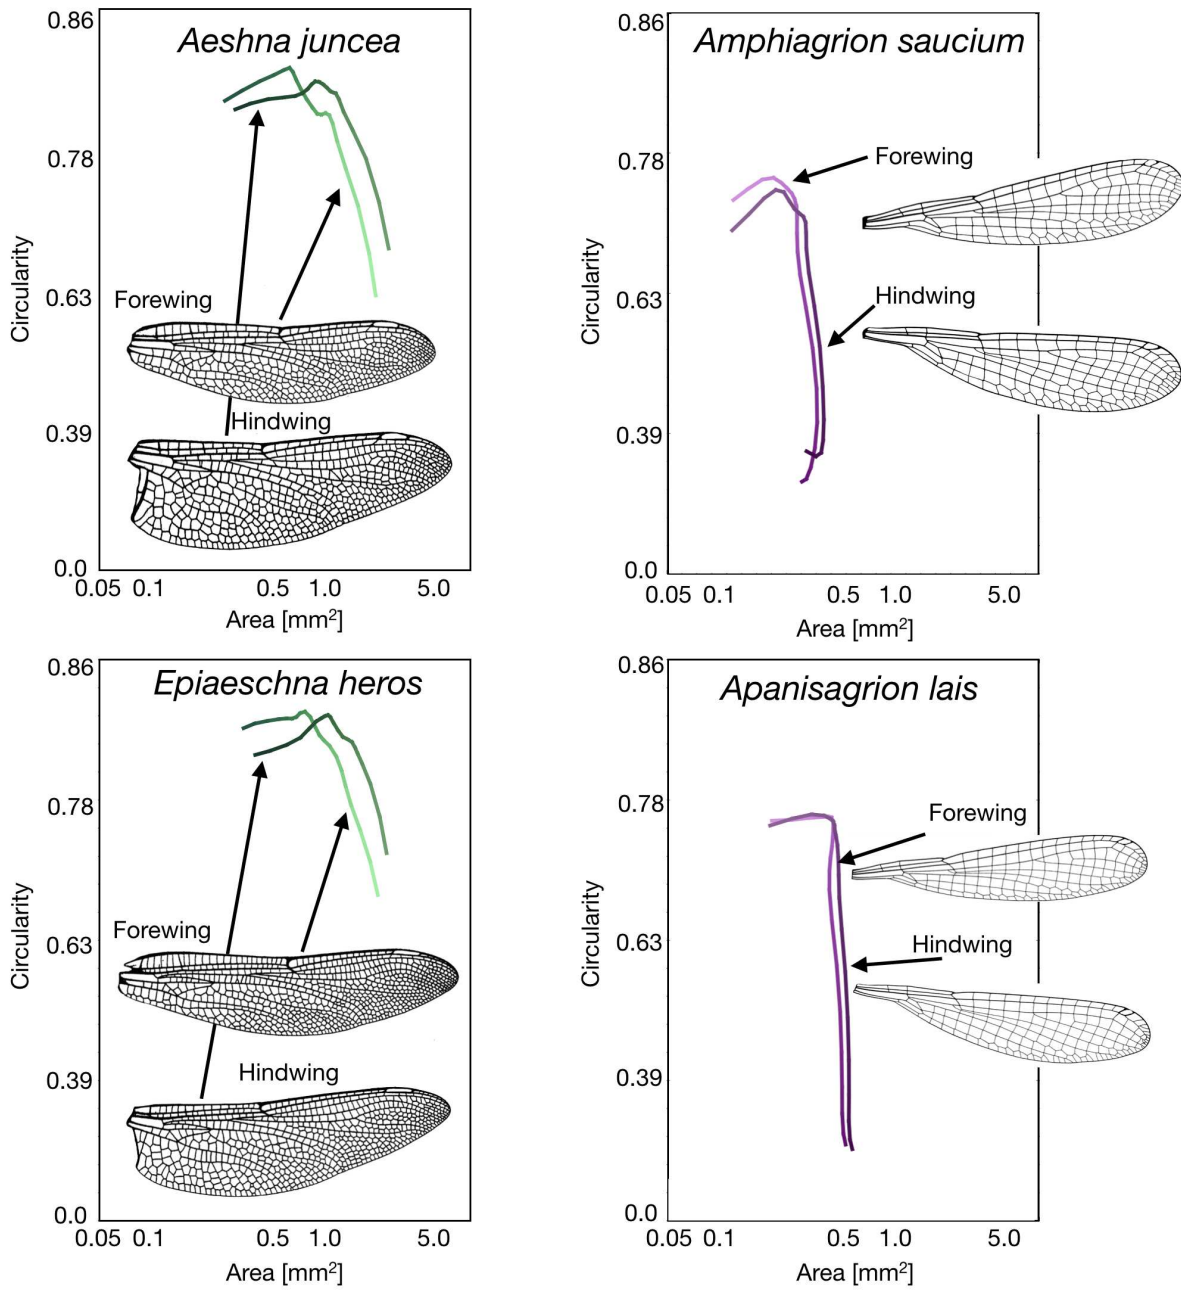 0.86
Aeshna juncea
0.78
Circularity
0.63
Forewing
0.39
Hindwing
0.0
0.05 0.1 0.5 1.0 5.0
Area [mm²]
0.86
Amphiagrion saucium
0.78
Forewing
Circularity
0.63
Hindwing
0.39
0.0
0.05 0.1 0.5 1.0 5.0
Area [mm²]
0.86
Epiaeschna heros
0.78
Circularity
0.63
Forewing
0.39
Hindwing
0.0
0.05 0.1 0.5 1.0 5.0
Area [mm²]
0.86
Apanisagrion lais
0.78
Forewing
Circularity
0.63
Hindwing
0.39
0.0
0.05 0.1 0.5 1.0 5.0
Area [mm²]